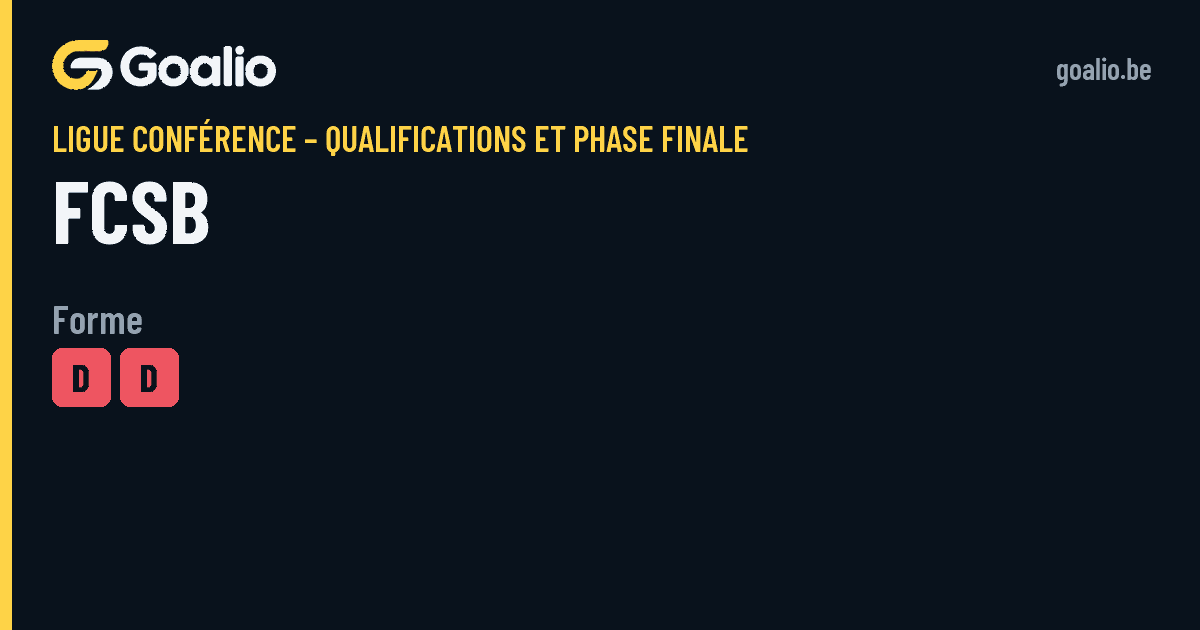 Goalio
goalio.be
LIGUE CONFÉRENCE – QUALIFICATIONS ET PHASE FINALE
FCSB
Forme
D D